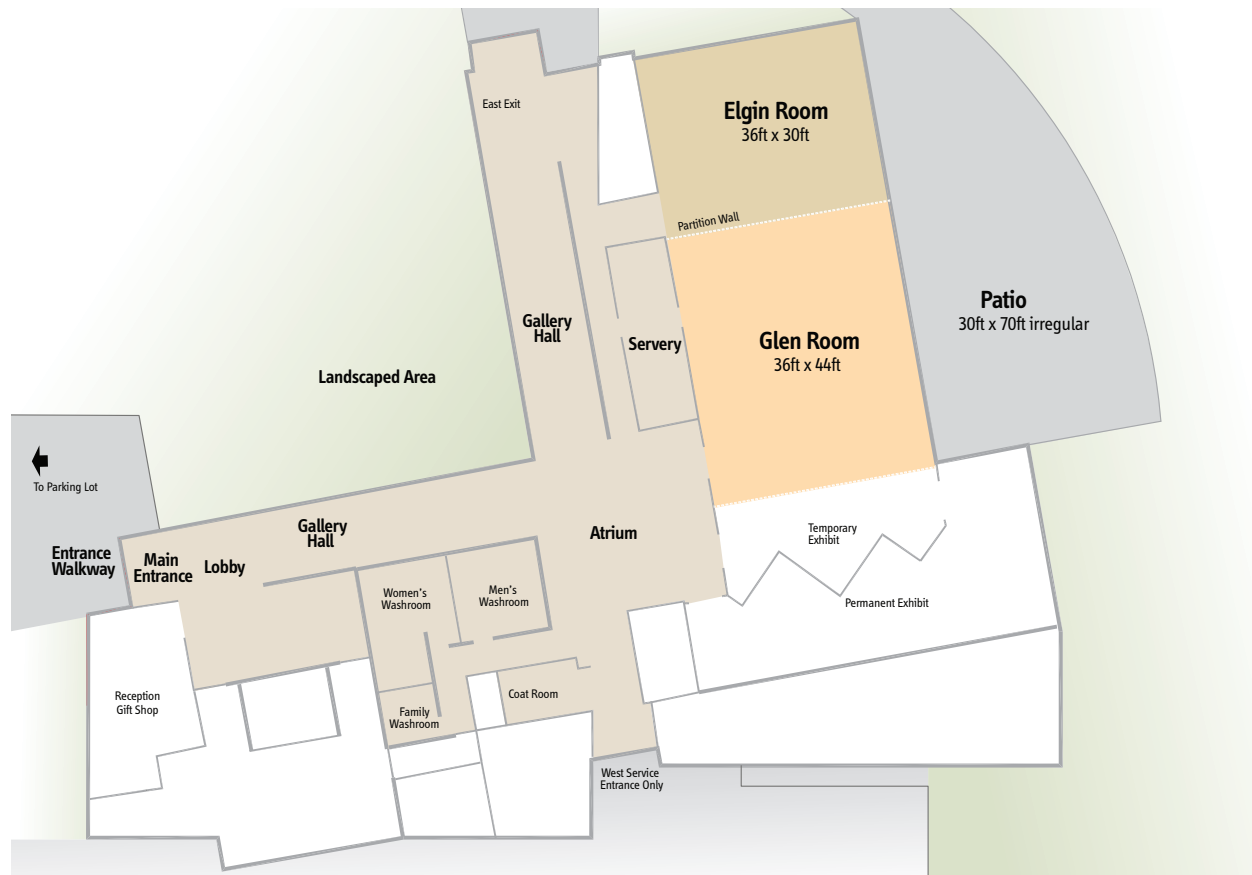 East Exit
Elgin Room
36ft x 30ft
Partition Wall
Patio
30ft x 70ft irregular
Gallery
Hall
Servery
Glen Room
36ft x 44ft
Landscaped Area
To Parking Lot
Entrance
Walkway
Main
Entrance
Lobby
Gallery
Hall
Atrium
Temporary
Exhibit
Permanent Exhibit
Women's
Washroom
Men's
Washroom
Reception
Gift Shop
Family
Washroom
Coat Room
West Service
Entrance Only